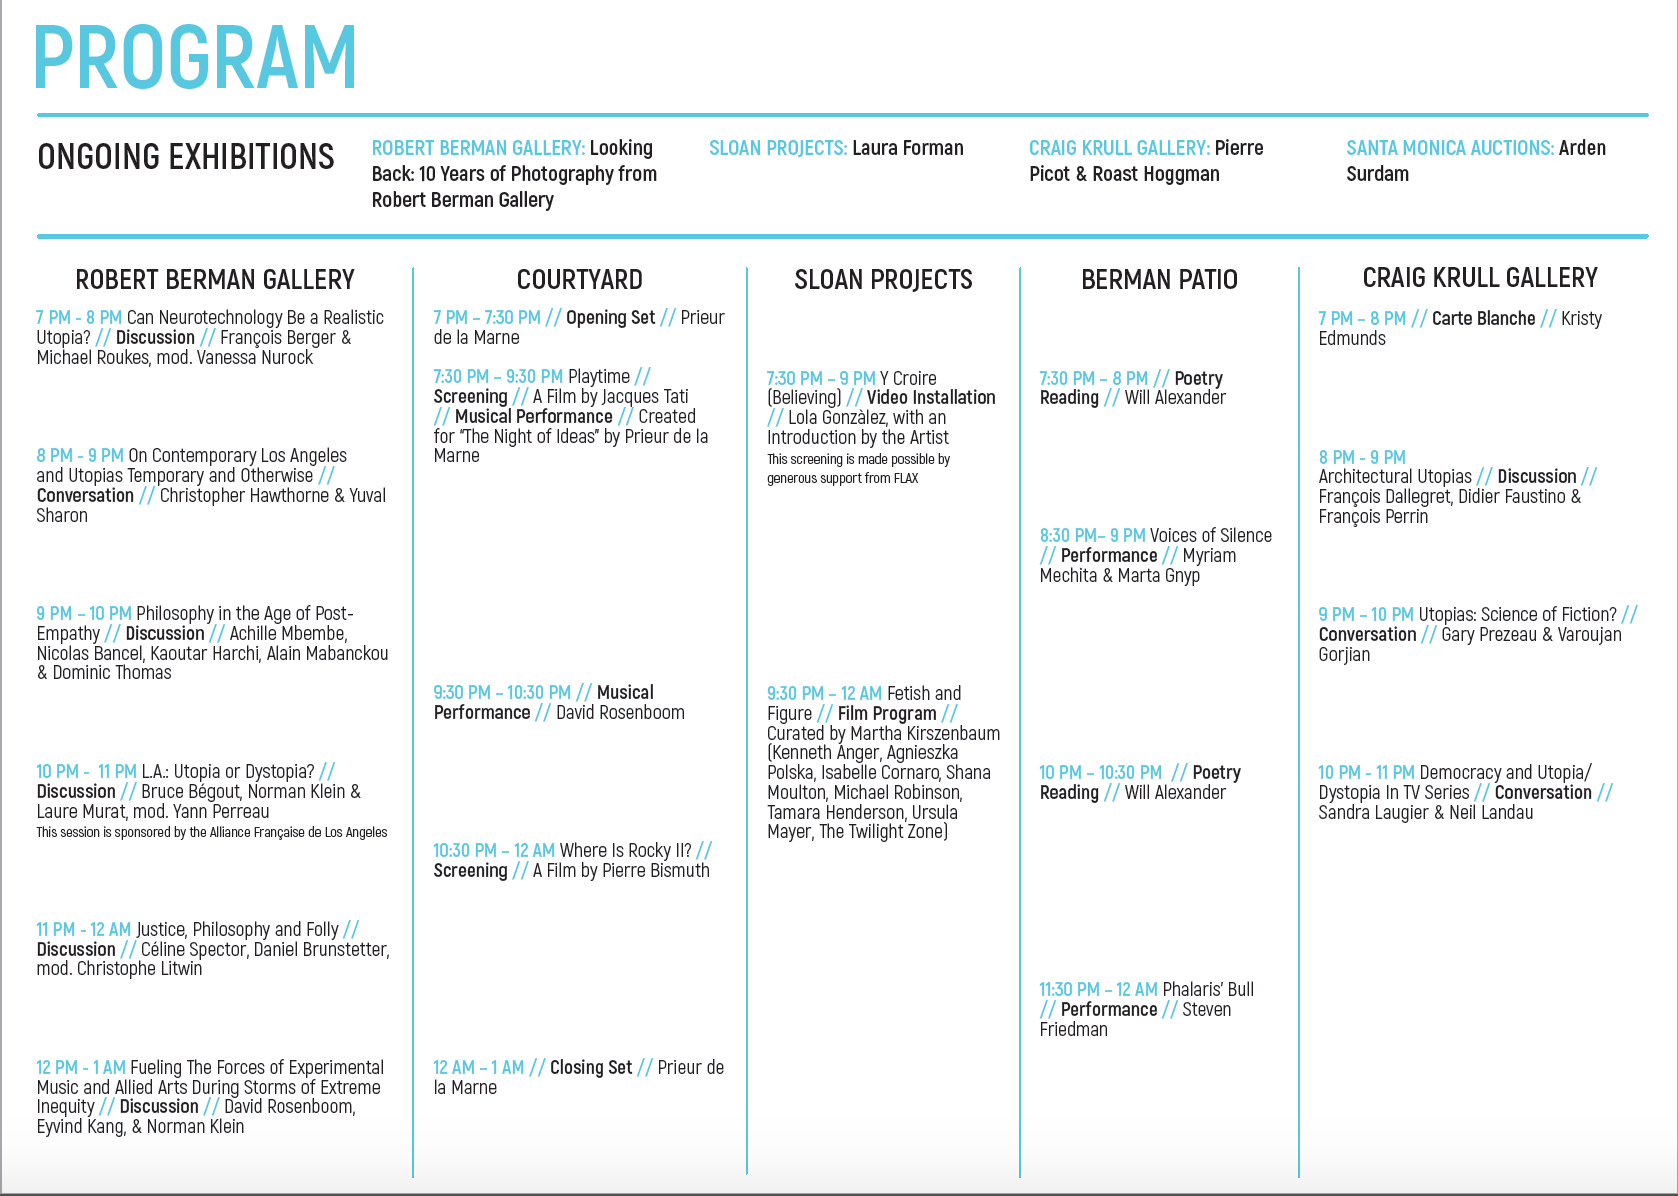 PROGRAM
ONGOING EXHIBITIONS
ROBERT BERMAN GALLERY: Looking
Back: 10 Years of Photography from
Robert Berman Gallery
SLOAN PROJECTS: Laura Forman
CRAIG KRULL GALLERY: Pierre
Picot & Roast Hoggman
SANTA MONICA AUCTIONS: Arden
Surdam
ROBERT BERMAN GALLERY
7 PM - 8 PM Can Neurotechnology Be a Realistic
Utopia? // Discussion // François Berger &
Michael Roukes, mod. Vanessa Nurock
8 PM - 9 PM On Contemporary Los Angeles
and Utopias Temporary and Otherwise //
Conversation // Christopher Hawthorne & Yuval
Sharon
9 PM – 10 PM Philosophy in the Age of Post-
Empathy // Discussion // Achille Mbembe,
Nicolas Bancel, Kaoutar Harchi, Alain Mabanckou
& Dominic Thomas
10 PM - 11 PM L.A.: Utopia or Dystopia? //
Discussion // Bruce Bégout, Norman Klein &
Laure Murat, mod. Yann Perreau
This session is sponsored by the Alliance Française de Los Angeles
11 PM - 12 AM Justice, Philosophy and Folly //
Discussion // Céline Spector, Daniel Brunstetter,
mod. Christophe Litwin
12 PM - 1 AM Fueling The Forces of Experimental
Music and Allied Arts During Storms of Extreme
Inequity // Discussion // David Rosenboom,
Eyvind Kang, & Norman Klein
COURTYARD
7 PM – 7:30 PM // Opening Set // Prieur
de la Marne
7:30 PM – 9:30 PM Playtime //
Screening // A Film by Jacques Tati
// Musical Performance // Created
for “The Night of Ideas” by Prieur de la
Marne
9:30 PM – 10:30 PM // Musical
Performance // David Rosenboom
10:30 PM – 12 AM Where Is Rocky II? //
Screening // A Film by Pierre Bismuth
12 AM – 1 AM // Closing Set // Prieur de
la Marne
SLOAN PROJECTS
7:30 PM – 9 PM Y Croire
(Believing) // Video Installation
// Lola Gonzàlez, with an
Introduction by the Artist
This screening is made possible by
generous support from FLAX
9:30 PM – 12 AM Fetish and
Figure // Film Program //
Curated by Martha Kirszenbaum
(Kenneth Anger, Agnieszka
Polska, Isabelle Cornaro, Shana
Moulton, Michael Robinson,
Tamara Henderson, Ursula
Mayer, The Twilight Zone)
BERMAN PATIO
7:30 PM – 8 PM // Poetry
Reading // Will Alexander
8:30 PM– 9 PM Voices of Silence
// Performance // Myriam
Mechita & Marta Gnyp
10 PM – 10:30 PM // Poetry
Reading // Will Alexander
11:30 PM – 12 AM Phalaris’ Bull
// Performance // Steven
Friedman
CRAIG KRULL GALLERY
7 PM – 8 PM // Carte Blanche // Kristy
Edmunds
8 PM - 9 PM
Architectural Utopias // Discussion //
François Dallegret, Didier Faustino &
François Perrin
9 PM – 10 PM Utopias: Science of Fiction? //
Conversation // Gary Prezeau & Varoujan
Gorjian
10 PM - 11 PM Democracy and Utopia/
Dystopia In TV Series // Conversation //
Sandra Laugier & Neil Landau